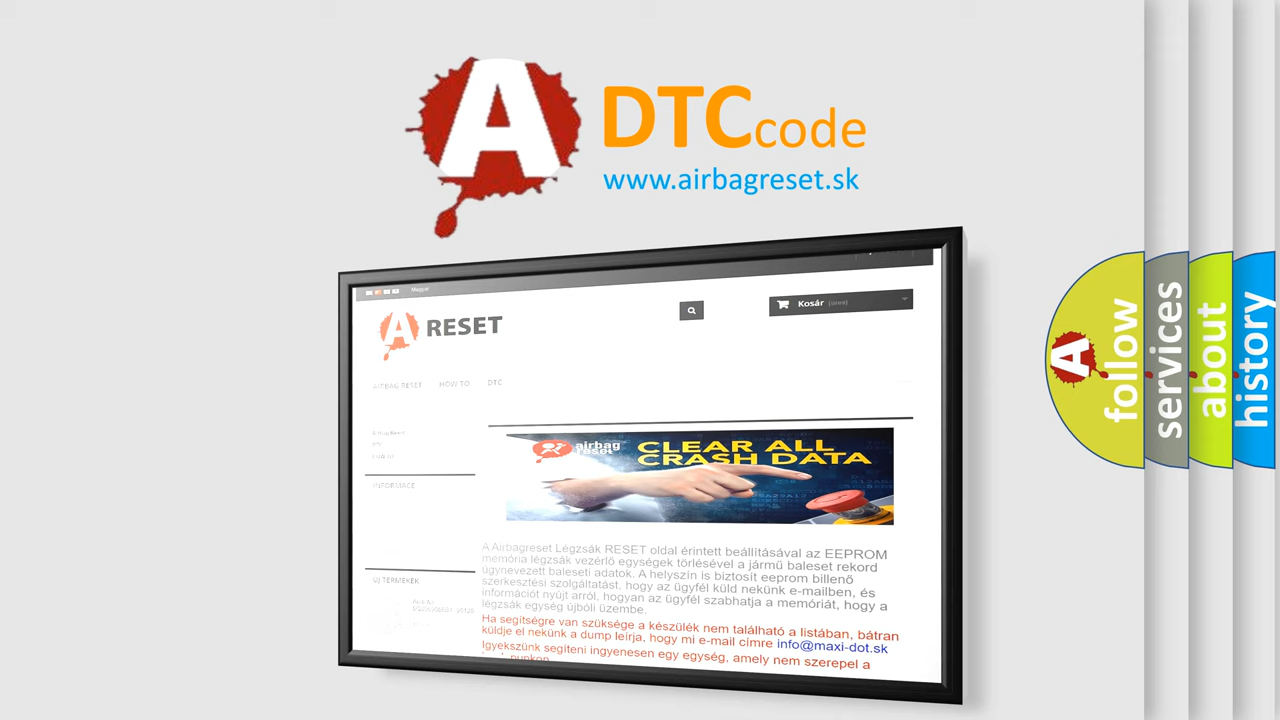 A
DTCcode
www.airbagreset.sk
Magyar
A RESET
Kosár (üres)
AIRBAG RESET HOW TO DTC
INFORMACE
ÚJ TERMÉKEK
airbag
reset
CLEAR ALL
CRASH DATA
A Airbagreset Légzsák RESET oldal érintett beállításával az EEPROM
memória légzsák vezérlő egységek törlésével a jármű baleset rekord
úgynevezett baleseti adatok. A helyszín is biztosít eeprom billenő
szerkesztési szolgáltatást, hogy az ügyfél küld nekünk e-mailben, és
információt nyújt arról, hogyan az ügyfél szabhatja a memóriát, hogy a
légzsák egység újbóli üzembe.
Ha segítségre van szüksége a készülék nem található a listában, bátran
küldje el nekünk a dump leírja, hogy mi e-mail címre info@maxi-dot.sk
Igyekszünk segíteni ingyenesen egy egység, amely nem szerepel a
A
follow
services
about
history